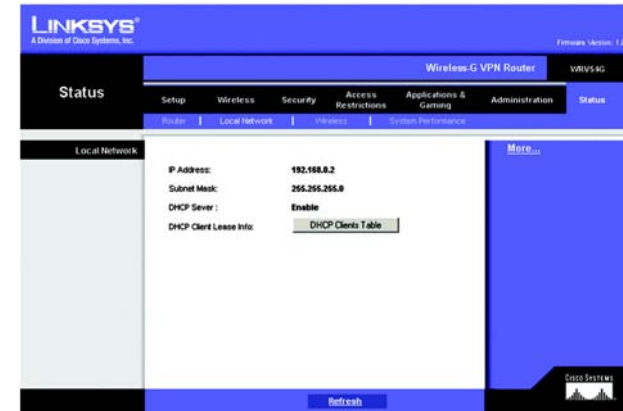 LINKSYS®
A Division of Cisco Systems, Inc.
Firmware Version:
Wireless-G VPN Router WRV54G
Status
Setup Wireless Security Access Restrictions Applications & Gaming Administration Status
Router | Local Network | Wireless | System Performance
Local Network
More...
IP Address: 192.168.0.2
Subnet Mask: 255.255.255.0
DHCP Sever : Enable
DHCP Client Lease Info: DHCP Clients Table
Refresh
CISCO SYSTEMS